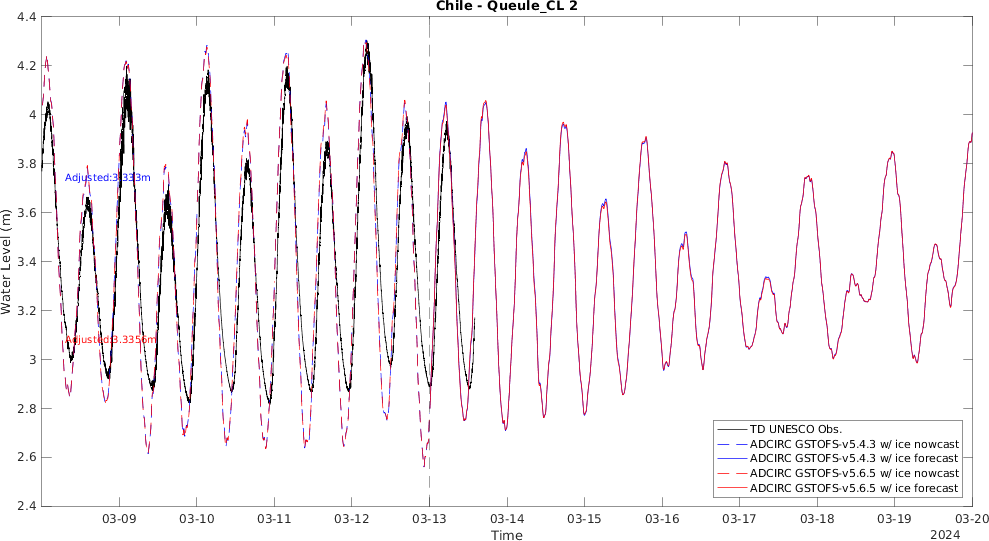 Chile - Queule_CL 2
4.4
4.2
4
3.8
3.6
3.4
3.2
3
2.8
2.6
2.4
Water Level (m)
Adjusted:3.333m
Adjusted:3.3356m
TD UNESCO Obs.
ADCIRC GSTOFS-v5.4.3 w/ ice nowcast
ADCIRC GSTOFS-v5.4.3 w/ ice forecast
ADCIRC GSTOFS-v5.6.5 w/ ice nowcast
ADCIRC GSTOFS-v5.6.5 w/ ice forecast
03-09 03-10 03-11 03-12 03-13 03-14 03-15 03-16 03-17 03-18 03-19 03-20
Time
2024